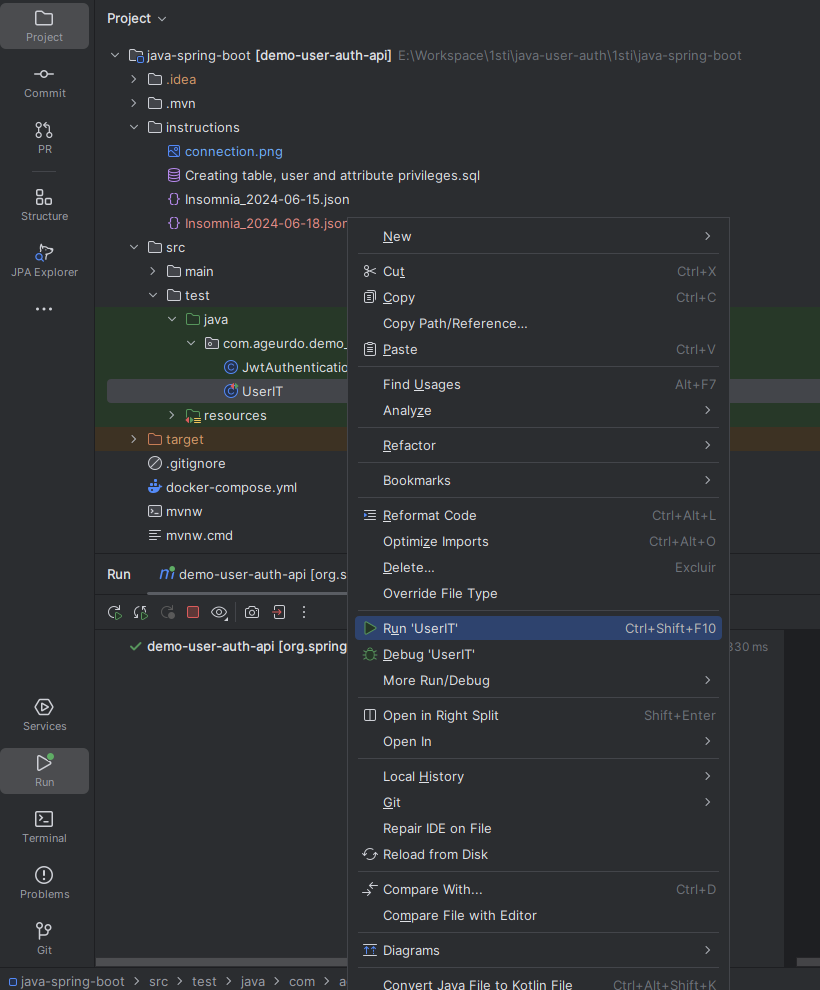 Project
Project
Commit
PR
Structure
JPA Explorer
java-spring-boot [demo-user-auth-api] E:\Workspace\1sti\java-user-auth\1sti\java-spring-boot
.idea
.mvn
instructions
connection.png
Creating table, user and attribute privileges.sql
Insomnia_2024-06-15.json
Insomnia_2024-06-18.json
src
main
test
java
com.ageurdo.demo_
JwtAuthenticatio
UserIT
resources
target
.gitignore
docker-compose.yml
mvnw
mvnw.cmd
New
Cut Ctrl+X
Copy Ctrl+C
Copy Path/Reference...
Paste Ctrl+V
Find Usages Alt+F7
Analyze
Refactor
Bookmarks
Reformat Code Ctrl+Alt+L
Optimize Imports Ctrl+Alt+O
Delete... Excluir
Override File Type
Run 'UserIT' Ctrl+Shift+F10
Debug 'UserIT'
More Run/Debug
Open in Right Split Shift+Enter
Open In
Local History
Git
Repair IDE on File
Reload from Disk
Compare With... Ctrl+D
Compare File with Editor
Diagrams
Convert Java File to Kotlin File Ctrl+Alt+Shift+K
Run demo-user-auth-api [org.s
demo-user-auth-api [org.spring
330 ms
Services
Run
Terminal
Problems
Git
java-spring-boot > src > test > java > com > a